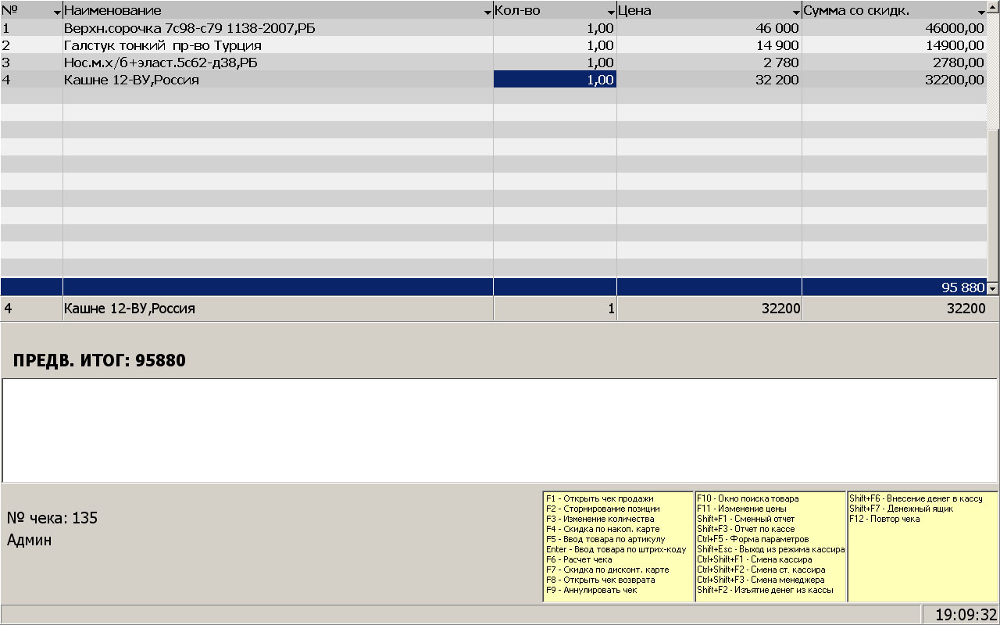 № Наименование Кол-во Цена Сумма со скидк.
1 Верхн.сорочка 7с98-с79 1138-2007,РБ 1,00 46 000 46000,00
2 Галстук тонкий пр-во Турция 1,00 14 900 14900,00
3 Нос.м.х/б+эласт.5с62-д38,РБ 1,00 2 780 2780,00
4 Кашне 12-ВУ,Россия 1,00 32 200 32200,00
95 880
4 Кашне 12-ВУ,Россия 1 32200 32200
ПРЕДВ. ИТОГ: 95880
№ чека: 135
Админ
F1 - Открыть чек продажи
F2 - Сторнирование позиции
F3 - Изменение количества
F4 - Скидка по накоп. карте
F5 - Ввод товара по артикулу
Enter - Ввод товара по штрих-коду
F6 - Расчет чека
F7 - Скидка по дисконт. карте
F8 - Открыть чек возврата
F9 - Аннулировать чек
F10 - Окно поиска товара
F11 - Изменение цены
Shift+F1 - Сменный отчет
Shift+F3 - Отчет по кассе
Ctrl+F5 - Форма параметров
Shift+Esc - Выход из режима кассира
Ctrl+Shift+F1 - Смена кассира
Ctrl+Shift+F2 - Смена ст. кассира
Ctrl+Shift+F3 - Смена менеджера
Shift+F2 - Изъятие денег из кассы
Shift+F6 - Внесение денег в кассу
Shift+F7 - Денежный ящик
F12 - Повтор чека
19:09:32